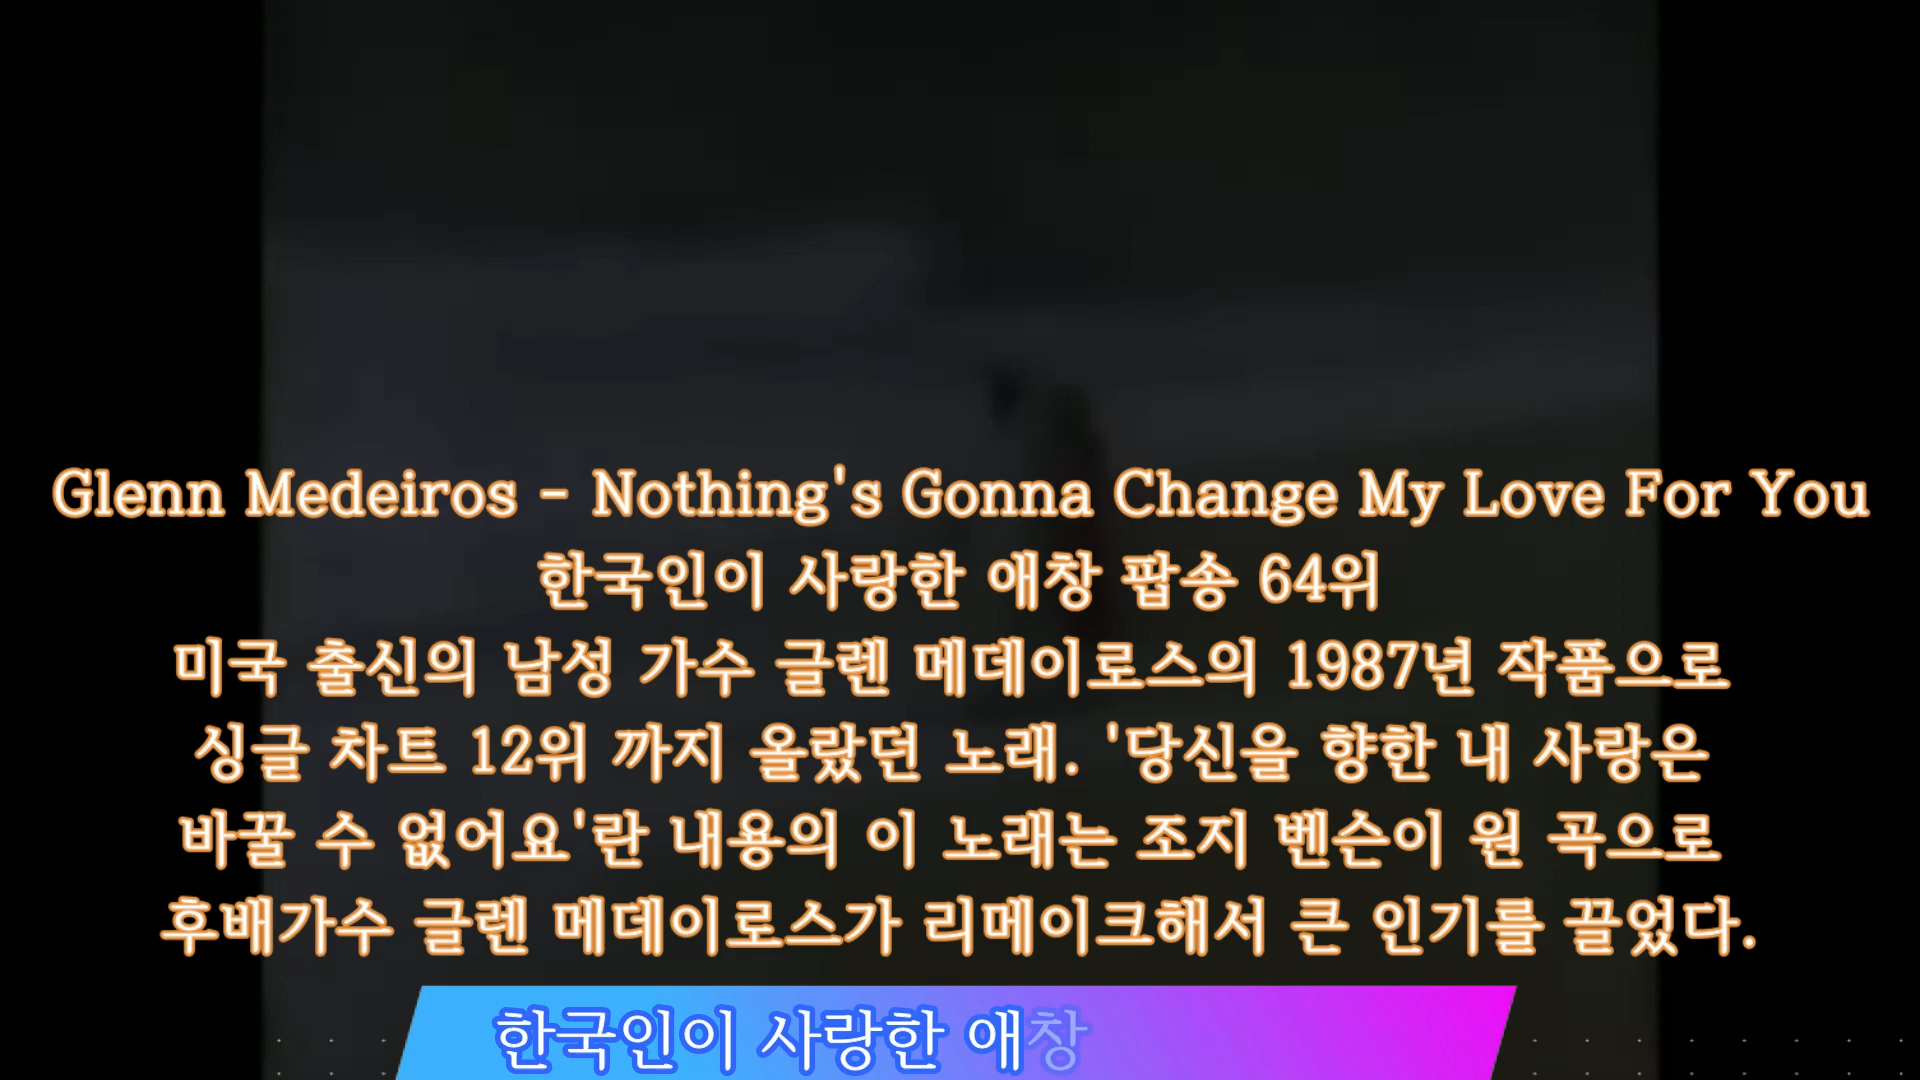 Glenn Medeiros - Nothing's Gonna Change My Love For You
한국인이 사랑한 애창 팝송 64위
미국 출신의 남성 가수 글렌 메데이로스의 1987년 작품으로
싱글 차트 12위 까지 올랐던 노래. '당신을 향한 내 사랑은
바꿀 수 없어요'란 내용의 이 노래는 조지 벤슨이 원 곡으로
후배가수 글렌 메데이로스가 리메이크해서 큰 인기를 끌었다.
한국인이 사랑한 애창